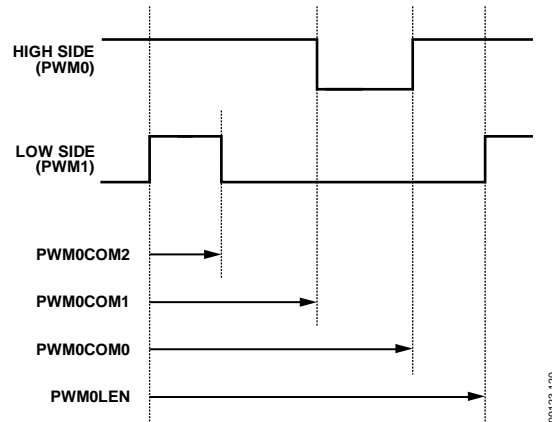 HIGH SIDE
(PWM0)
LOW SIDE
(PWM1)
PWM0COM2
PWM0COM1
PWM0COM0
PWM0LEN